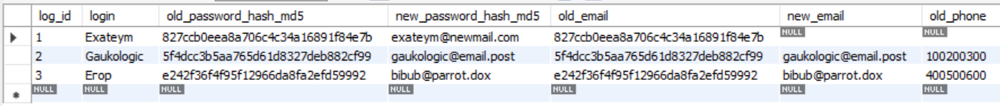 log_id login old_password_hash_md5 new_password_hash_md5 old_email new_email old_phone
1 Exateym 827ccb0eea8a706c4c34a16891f84e7b exateym@newmail.com 827ccb0eea8a706c4c34a16891f84e7b NULL NULL
2 Gaukologic 5f4dcc3b5aa765d61d8327deb882cf99 gaukologic@email.post 5f4dcc3b5aa765d61d8327deb882cf99 gaukologic@email.post 100200300
3 Егор e242f36f4f95f12966da8fa2efd59992 bibub@parrot.dox e242f36f4f95f12966da8fa2efd59992 bibub@parrot.dox 400500600
NULL NULL NULL NULL NULL NULL NULL